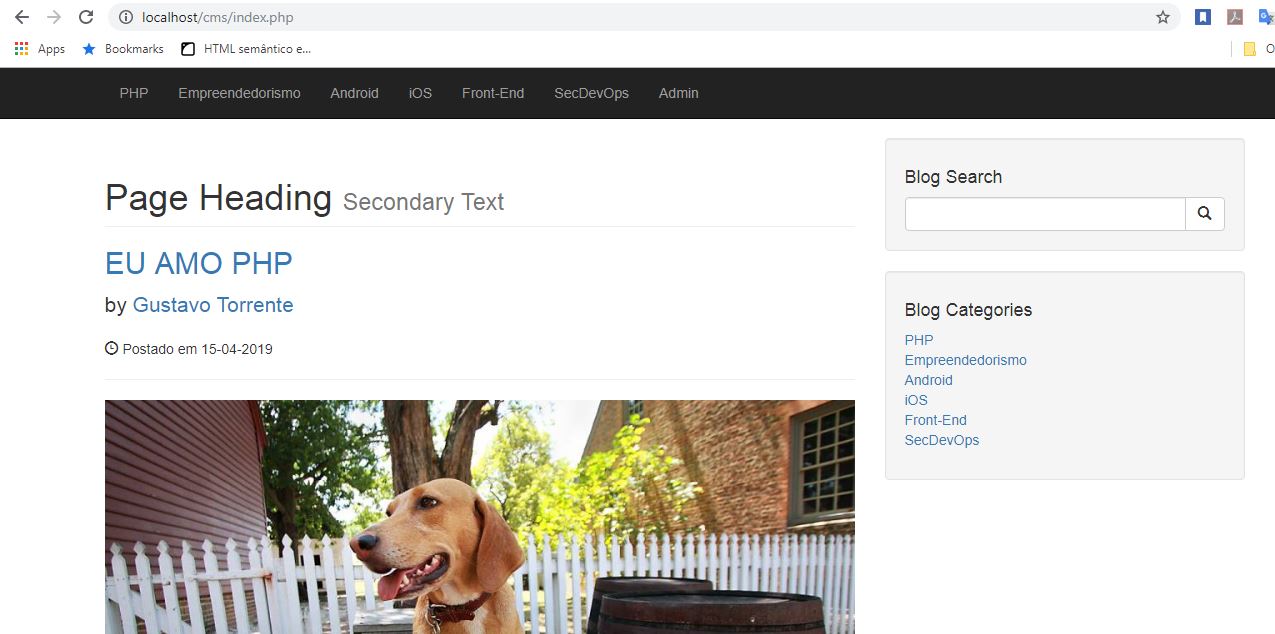 localhost/cms/index.php
Apps Bookmarks HTML semântico e... O
PHP Empreendedorismo Android iOS Front-End SecDevOps Admin
Page Heading Secondary Text
EU AMO PHP
by Gustavo Torrente
Postado em 15-04-2019
Blog Search
Blog Categories
PHP
Empreendedorismo
Android
iOS
Front-End
SecDevOps